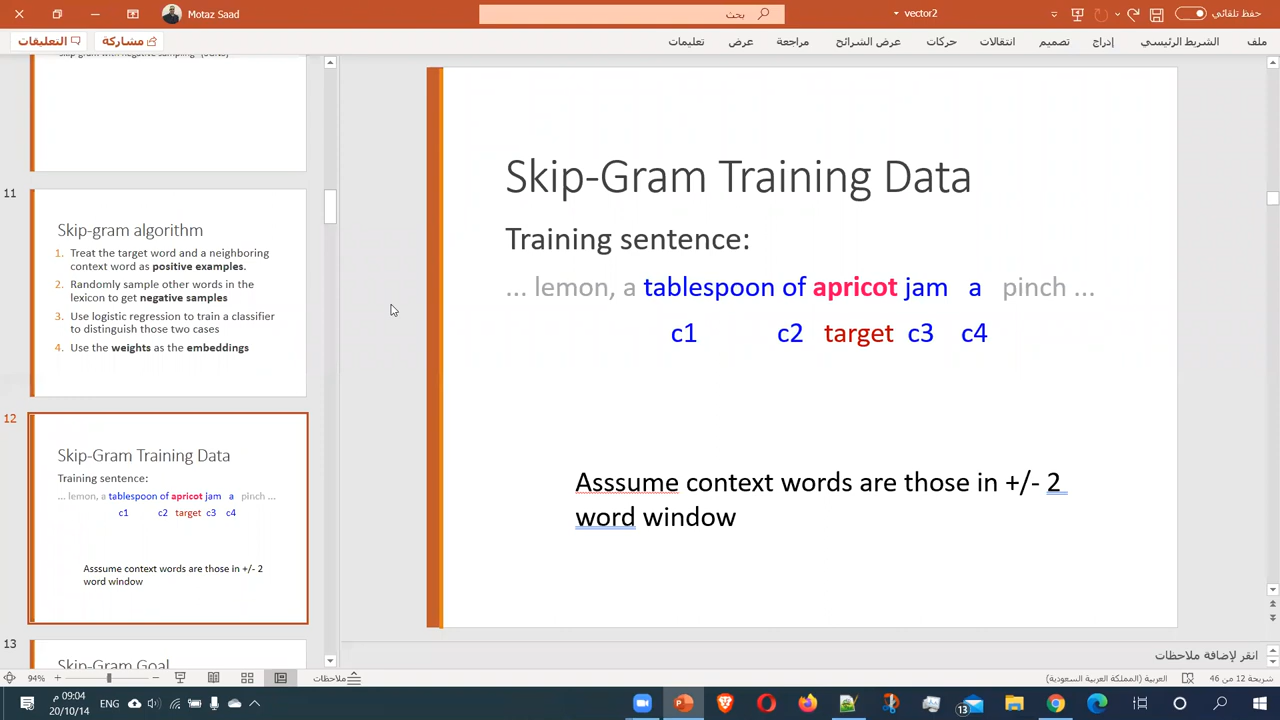 حفظ تلقائي
vector2
بحث
Motaz Saad
ملف
الشريط الرئيسي
إدراج
تصميم
انتقالات
حركات
عرض الشرائح
مراجعة
عرض
تعليمات
مشاركة
التعليقات
11
Skip-gram algorithm
1. Treat the target word and a neighboring
context word as positive examples.
2. Randomly sample other words in the
lexicon to get negative samples
3. Use logistic regression to train a classifier
to distinguish those two cases
4. Use the weights as the embeddings
12
Skip-Gram Training Data
Training sentence:
... lemon, a tablespoon of apricot jam a pinch ...
c1 c2 target c3 c4
Asssume context words are those in +/- 2
word window
13
Skip-Gram Goal
Skip-Gram Training Data
Training sentence:
... lemon, a tablespoon of apricot jam a pinch ...
c1 c2 target c3 c4
Asssume context words are those in +/- 2
word window
انقر لإضافة ملاحظات
شريحة 12 من 46
العربية (المملكة العربية السعودية)
ملاحظات
94%
13
ENG
09:04
20/10/14